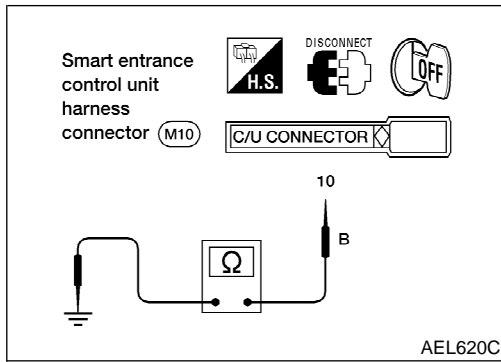 Smart entrance
control unit
harness
connector M10
H.S.
DISCONNECT
OFF
C/U CONNECTOR
10
B
Ω
AEL620C